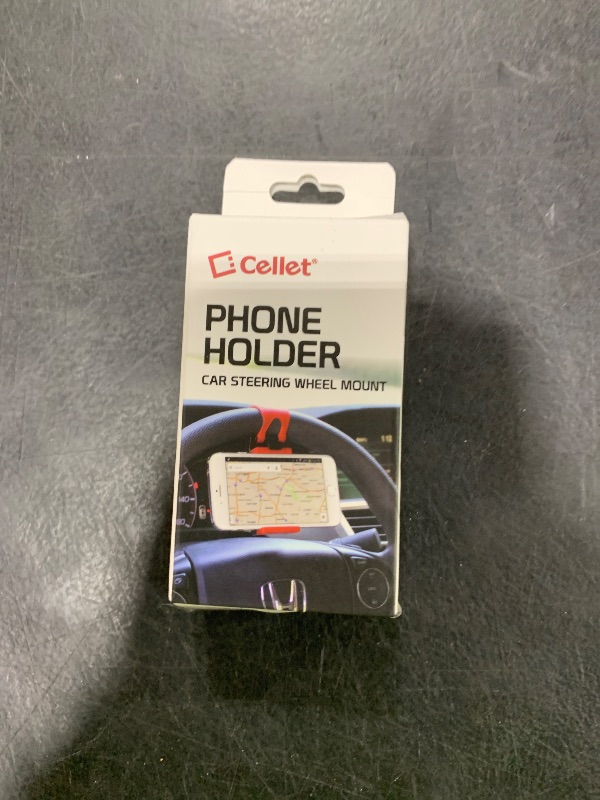 Cellet®
PHONE
HOLDER
CAR STEERING WHEEL MOUNT